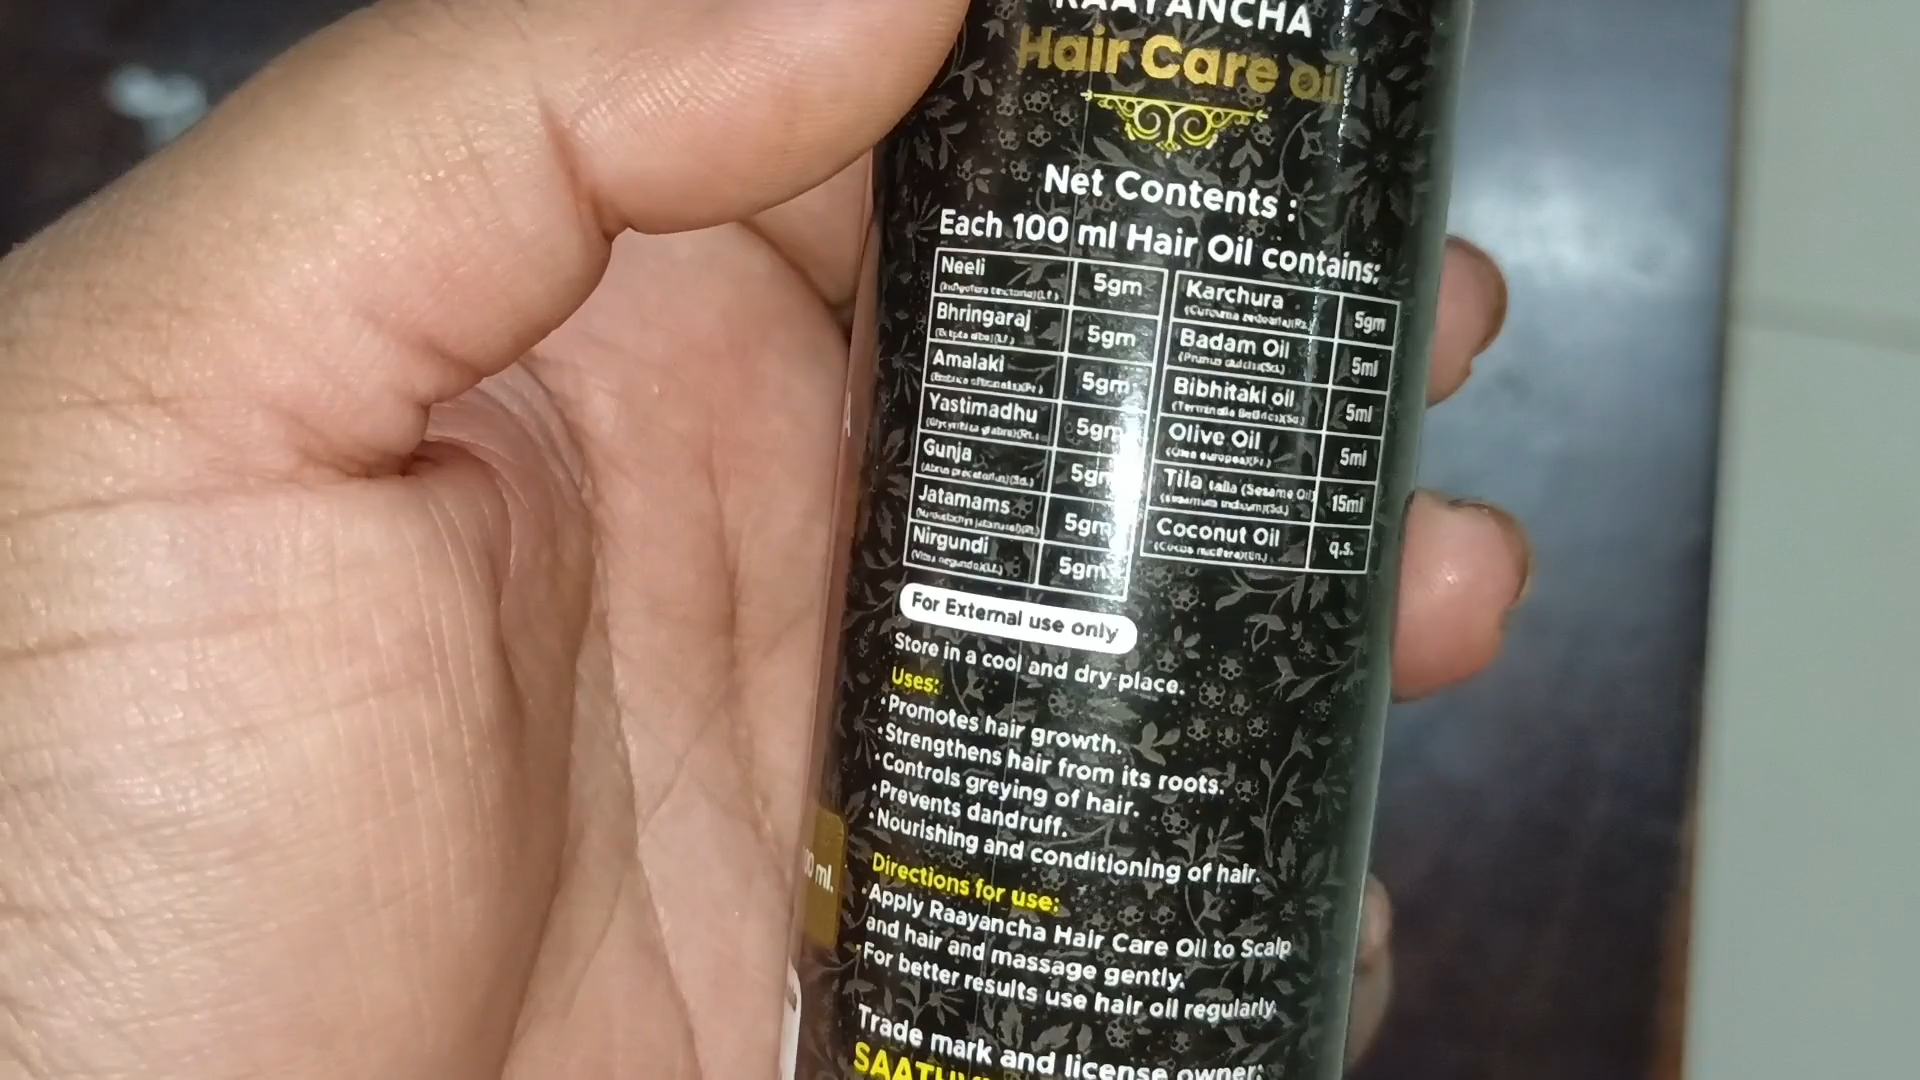 RAAYANCHA
Hair Care Oil
Net Contents :
Each 100 ml Hair Oil contains:
Neeli 5gm
Bhringaraj 5gm
Amalaki 5gm
Yastimadhu 5gm
Gunja 5gm
Jatamams 5gm
Nirgundi 5gm
Karchura 5gm
Badam Oil 5ml
Bibhitaki oil 5ml
Olive Oil 5ml
Tila taila (Sesame Oil) 15ml
Coconut Oil q.s.
For External use only
Store in a cool and dry place.
Uses:
•Promotes hair growth.
•Strengthens hair from its roots.
•Controls greying of hair.
•Prevents dandruff.
•Nourishing and conditioning of hair.
Directions for use:
•Apply Raayancha Hair Care Oil to Scalp
and hair and massage gently.
•For better results use hair oil regularly.
Trade mark and license owner:
ml.